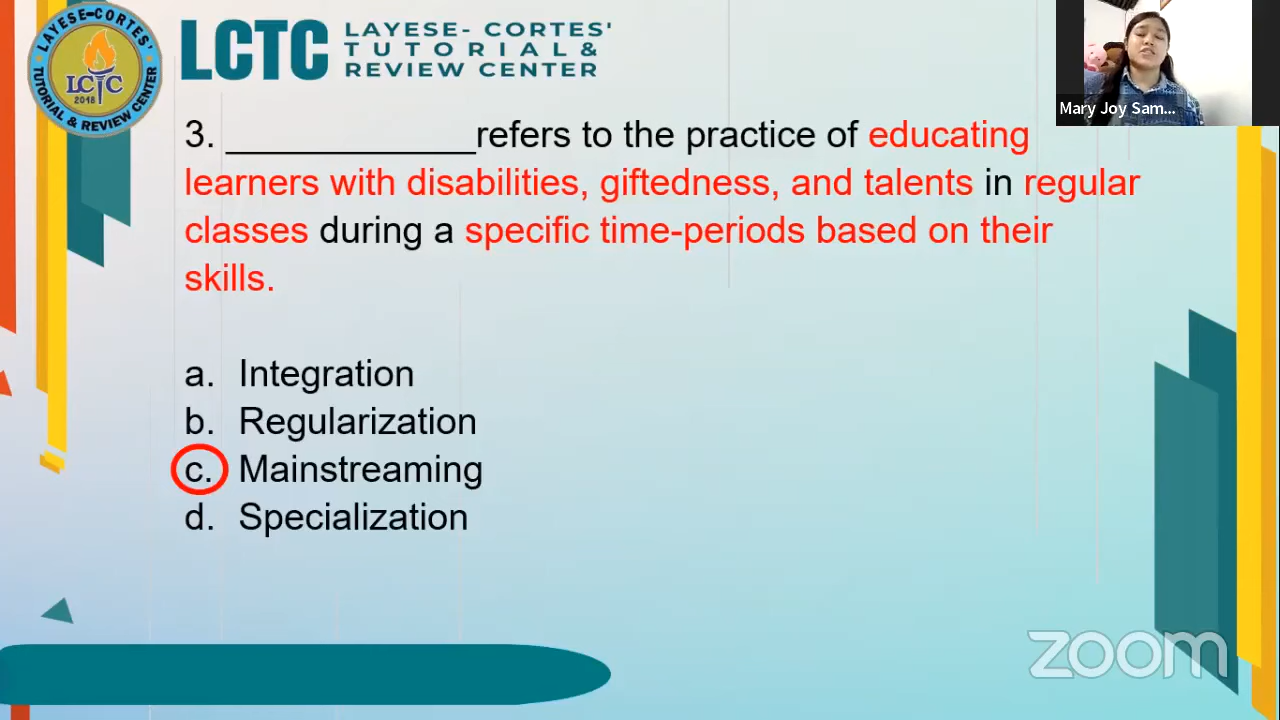 LAYESE-CORTES'
LCTC
2018
TUTORIAL & REVIEW CENTER
LCTC
LAYESE- CORTES'
TUTORIAL &
REVIEW CENTER
Mary Joy Sam...
3. ____________refers to the practice of educating
learners with disabilities, giftedness, and talents in regular
classes during a specific time-periods based on their
skills.
a. Integration
b. Regularization
c. Mainstreaming
d. Specialization
zoom